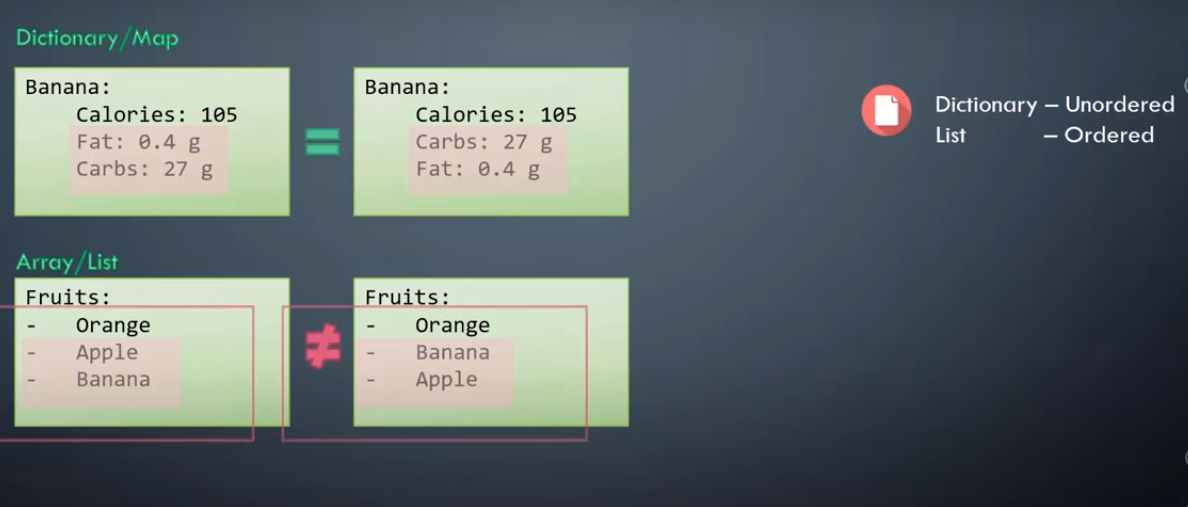 Dictionary/Map
Banana:
Calories: 105
Fat: 0.4 g
Carbs: 27 g
=
Banana:
Calories: 105
Carbs: 27 g
Fat: 0.4 g
Dictionary – Unordered
List – Ordered
Array/List
Fruits:
- Orange
- Apple
- Banana
≠
Fruits:
- Orange
- Banana
- Apple